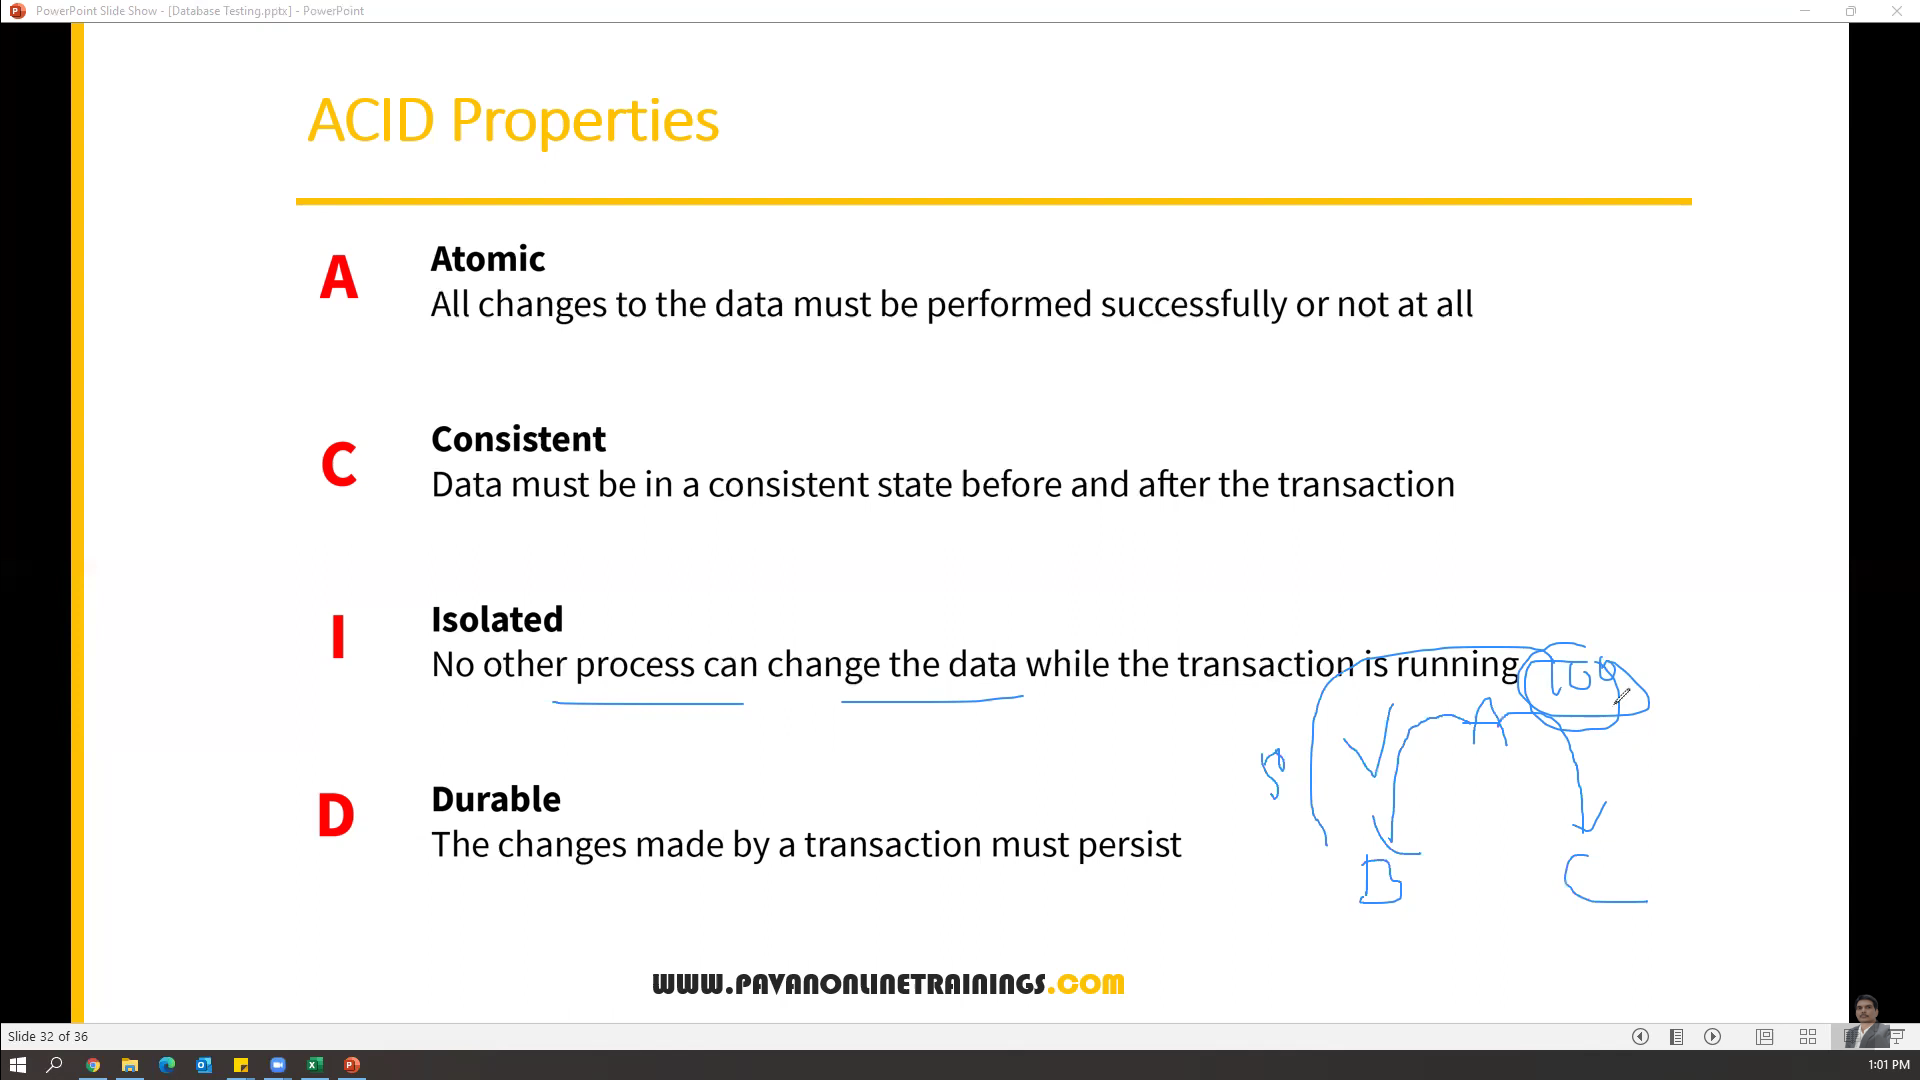 PowerPoint Slide Show - [Database Testing.pptx] - PowerPoint
ACID Properties
A
Atomic
All changes to the data must be performed successfully or not at all
C
Consistent
Data must be in a consistent state before and after the transaction
I
Isolated
No other process can change the data while the transaction is running
100
A
B
C
D
Durable
The changes made by a transaction must persist
WWW.PAVANONLINETRAININGS.COM
Slide 32 of 36
1:01 PM